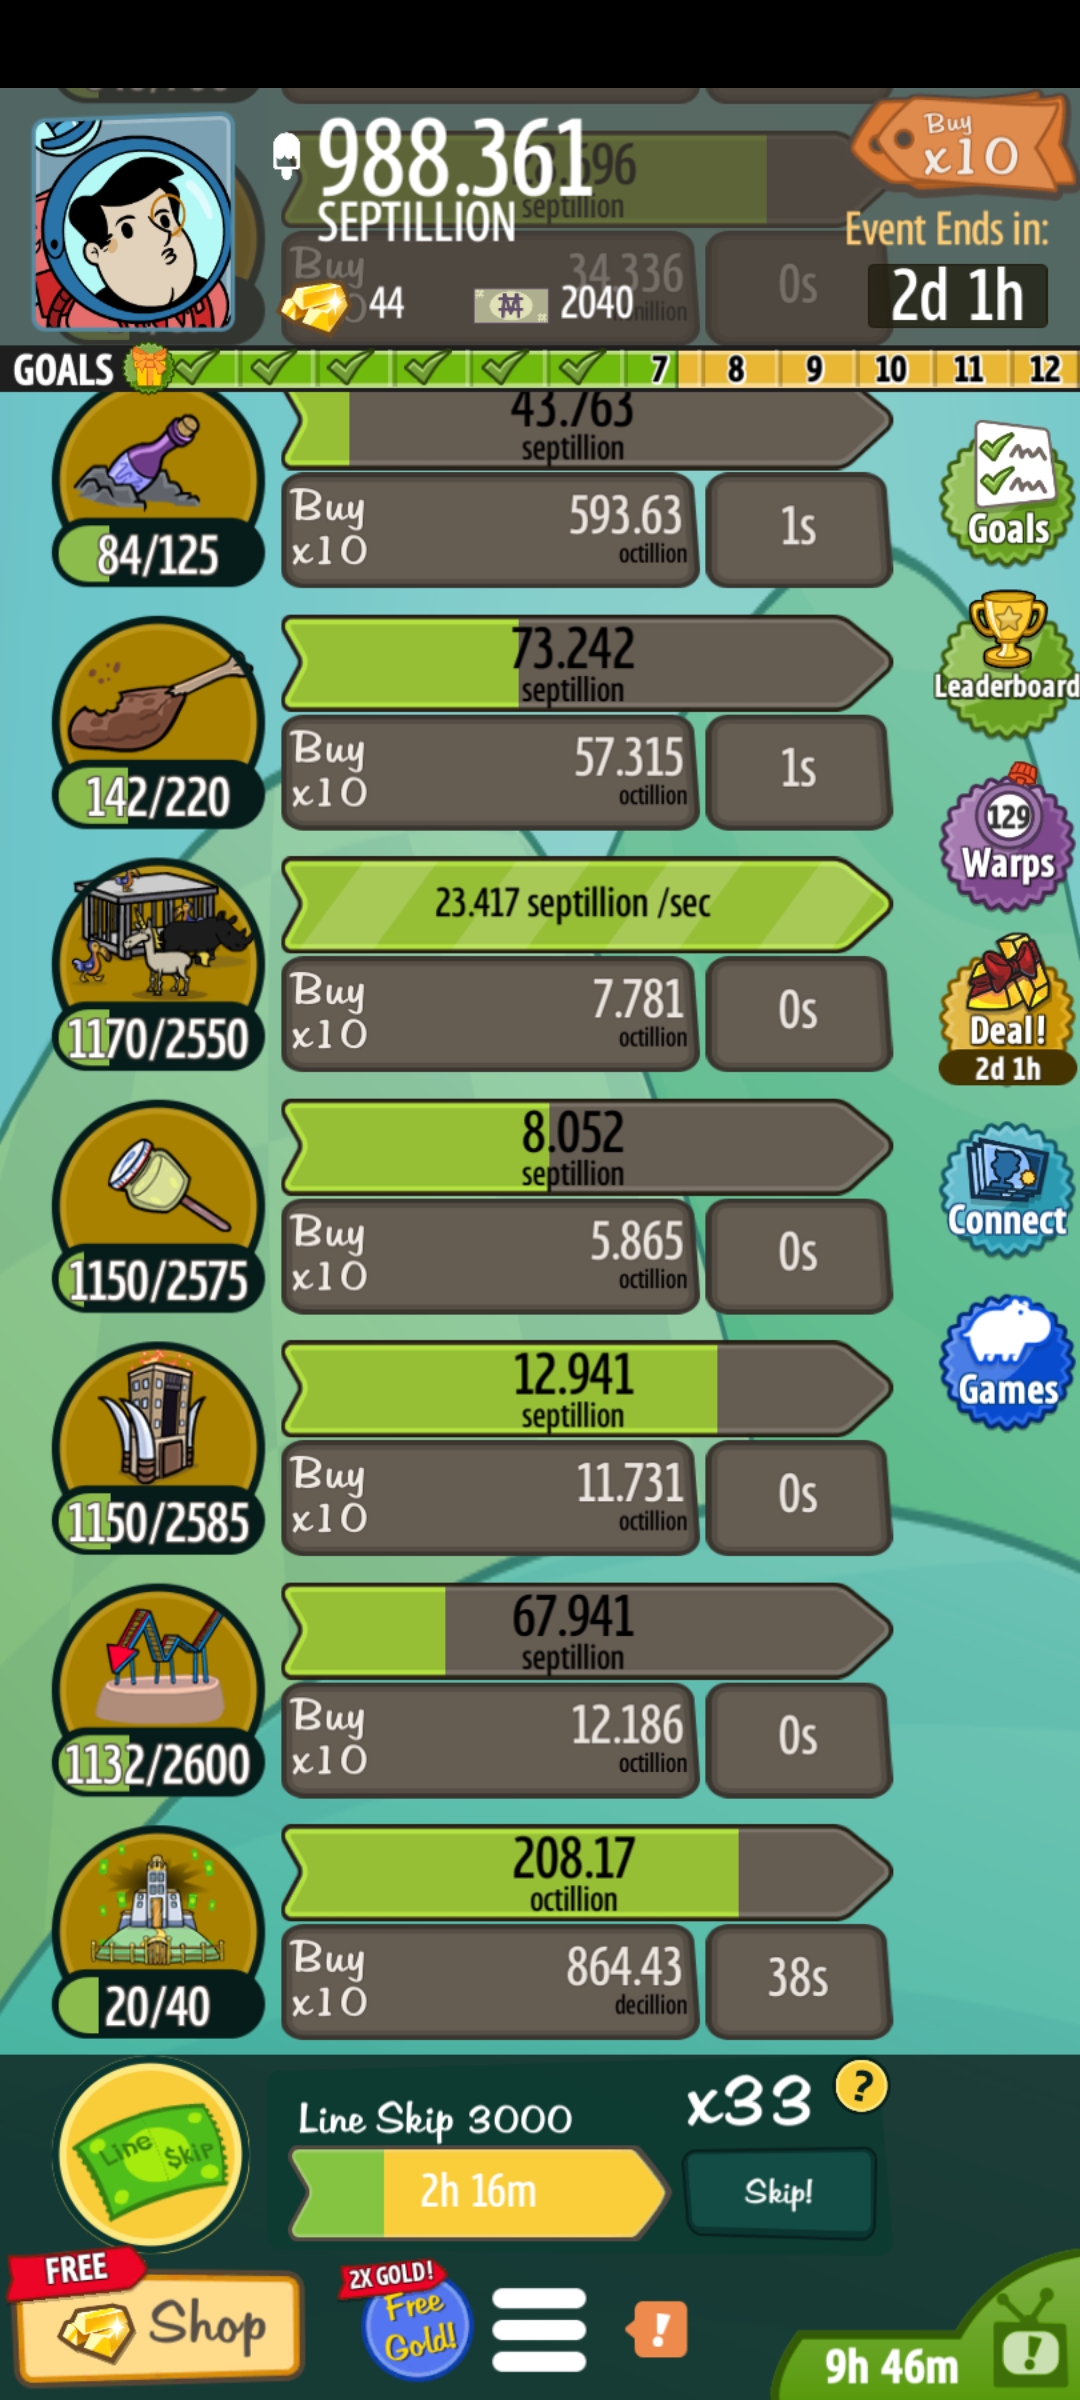 988.361
SEPTILLION
44
2040
Buy
x10
Event Ends in:
2d 1h
septillion
Buy
34.336
0s
GOALS
7
8
9
10
11
12
43.763
septillion
84/125
Buy
x10
593.63
octillion
1s
Goals
Leaderboard
73.242
septillion
142/220
Buy
x10
57.315
octillion
1s
129
Warps
23.417 septillion /sec
1170/2550
Buy
x10
7.781
octillion
0s
Deal!
2d 1h
8.052
septillion
1150/2575
Buy
x10
5.865
octillion
0s
Connect
12.941
septillion
1150/2585
Buy
x10
11.731
octillion
0s
Games
67.941
septillion
1132/2600
Buy
x10
12.186
octillion
0s
208.17
octillion
20/40
Buy
x10
864.43
decillion
38s
Line $kip
Line Skip 3000
2h 16m
x33
?
Skip!
FREE
Shop
2X GOLD!
Free
Gold!
!
9h 46m
!